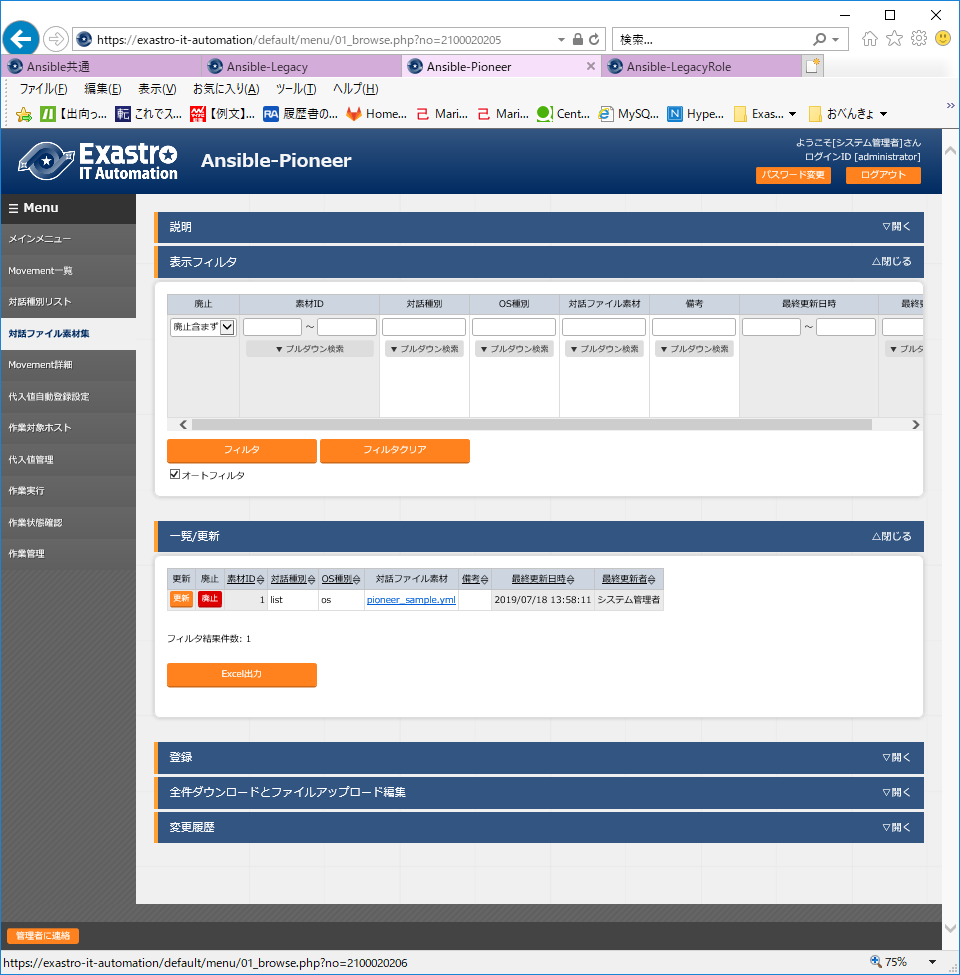 https://exastro-it-automation/default/menu/01_browse.php?no=2100020205
検索...
Ansible共通
Ansible-Legacy
Ansible-Pioneer
Ansible-LegacyRole
ファイル(F) 編集(E) 表示(V) お気に入り(A) ツール(T) ヘルプ(H)
【出向っ... これでス... 【例文】... 履歴書の... Home... Mari... Mari... Cent... MySQ... Hype... Exas... おべんきょ
Exastro
IT Automation
Ansible-Pioneer
ようこそ[システム管理者]さん
ログインID [administrator]
パスワード変更 ログアウト
☰ Menu
メインメニュー
Movement一覧
対話種別リスト
対話ファイル素材集
Movement詳細
代入値自動登録設定
作業対象ホスト
代入値管理
作業実行
作業状態確認
作業管理
説明 ▽開く
表示フィルタ △閉じる
廃止 素材ID 対話種別 OS種別 対話ファイル素材 備考 最終更新日時 最終
廃止含まず ～ ～
▼ プルダウン検索 ▼ プルダウン検索 ▼ プルダウン検索 ▼ プルダウン検索 ▼ プルダウン検索 ▼ プルダ
フィルタ フィルタクリア
オートフィルタ
一覧/更新 △閉じる
更新 廃止 素材ID 対話種別 OS種別 対話ファイル素材 備考 最終更新日時 最終更新者
更新 廃止 1 list os pioneer_sample.yml 2019/07/18 13:58:11 システム管理者
フィルタ結果件数: 1
Excel出力
登録 ▽開く
全件ダウンロードとファイルアップロード編集 ▽開く
変更履歴 ▽開く
管理者に連絡
https://exastro-it-automation/default/menu/01_browse.php?no=2100020206
75%